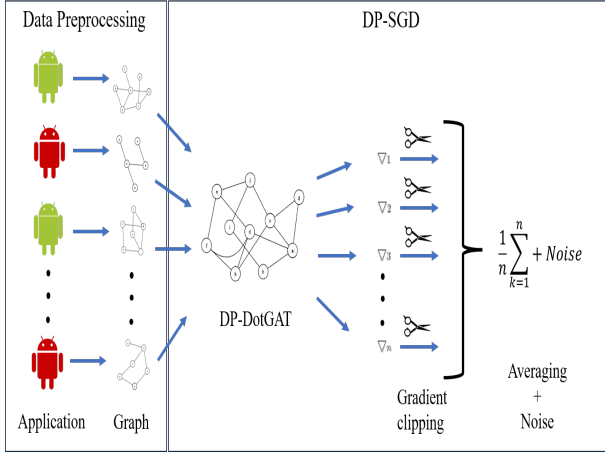 Data Preprocessing
DP-SGD
∇1
∇2
∇3
∇n
DP-DotGAT
1/n ∑ n k=1 + Noise
Application
Graph
Gradient
clipping
Averaging
+
Noise